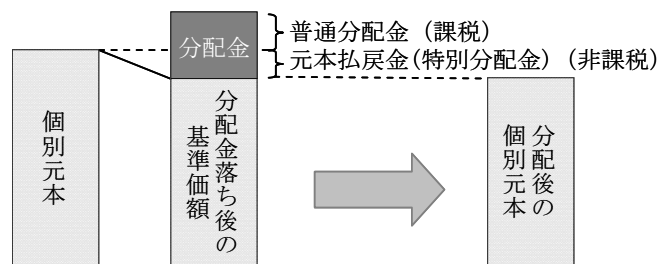 普通分配金（課税）
分配金
元本払戻金(特別分配金)（非課税）
個別元本
分配金落ち後の
基準価額
分配後の
個別元本